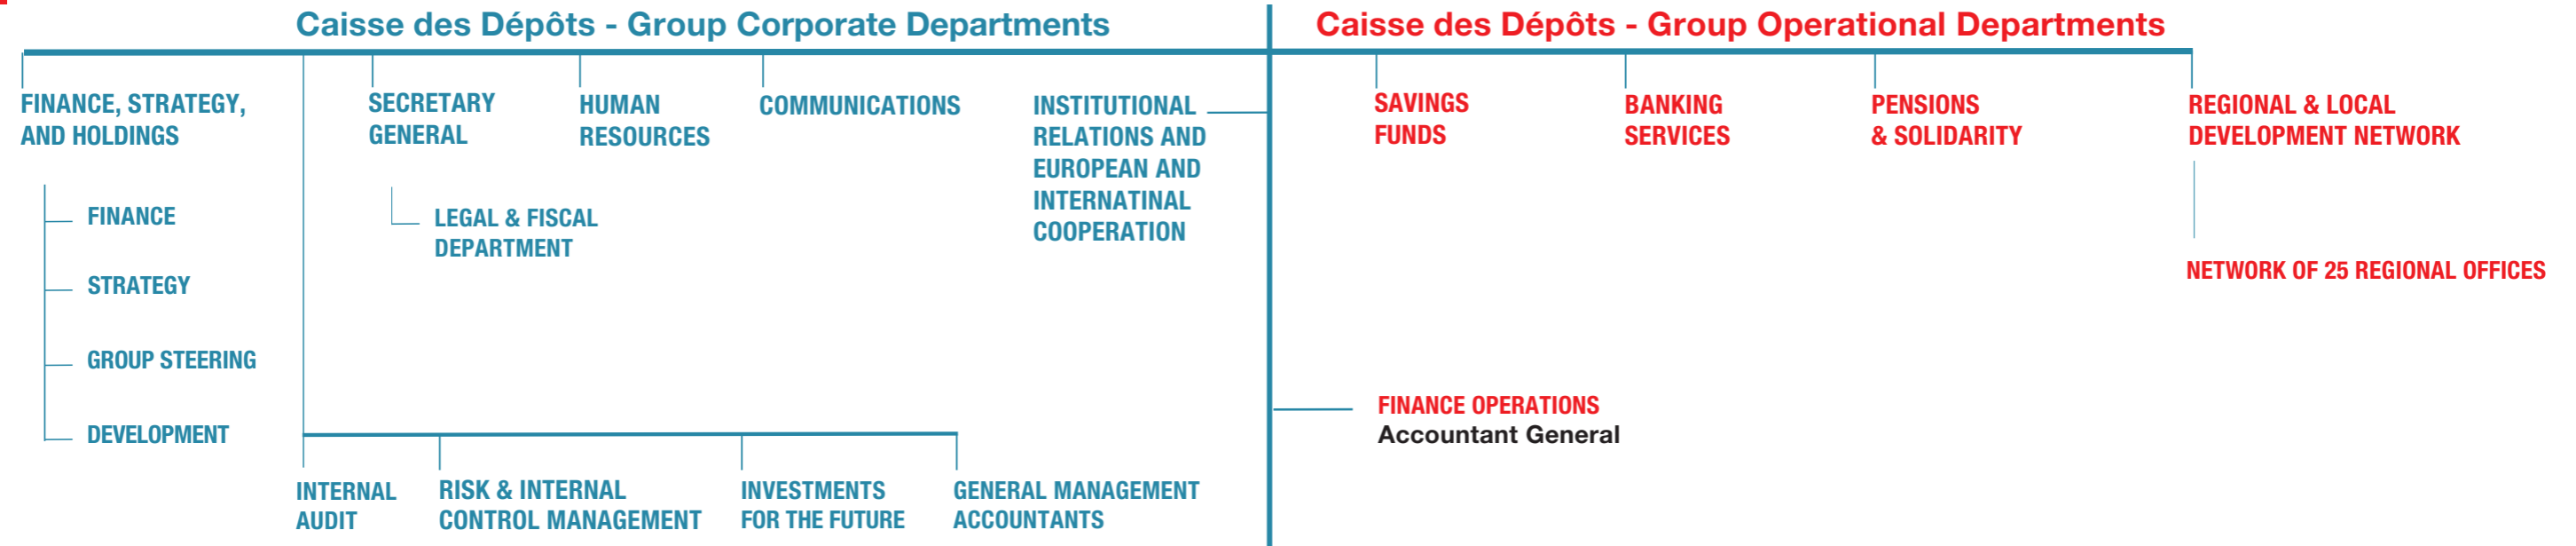 Caisse des Dépôts - Group Corporate Departments
Caisse des Dépôts - Group Operational Departments
FINANCE, STRATEGY,
AND HOLDINGS
FINANCE
STRATEGY
GROUP STEERING
DEVELOPMENT
SECRETARY
GENERAL
LEGAL & FISCAL
DEPARTMENT
HUMAN
RESOURCES
COMMUNICATIONS
INSTITUTIONAL
RELATIONS AND
EUROPEAN AND
INTERNATINAL
COOPERATION
INTERNAL
AUDIT
RISK & INTERNAL
CONTROL MANAGEMENT
INVESTMENTS
FOR THE FUTURE
GENERAL MANAGEMENT
ACCOUNTANTS
SAVINGS
FUNDS
BANKING
SERVICES
PENSIONS
& SOLIDARITY
REGIONAL & LOCAL
DEVELOPMENT NETWORK
NETWORK OF 25 REGIONAL OFFICES
FINANCE OPERATIONS
Accountant General